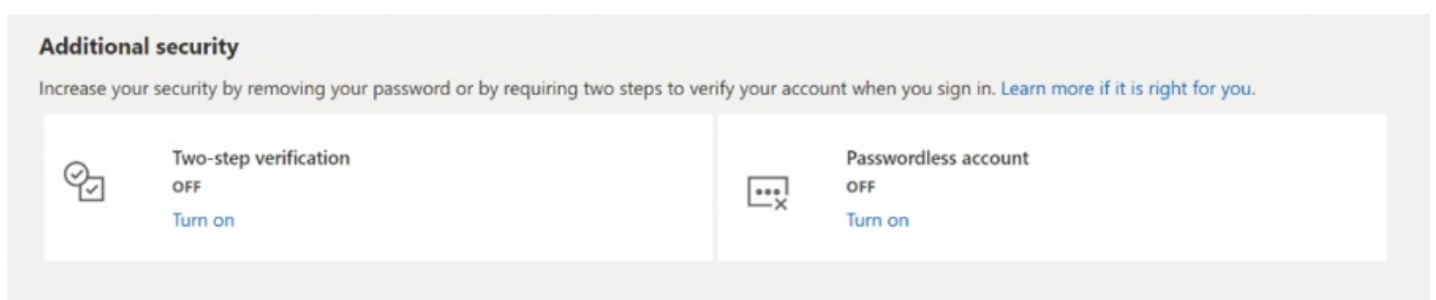 Additional security
Increase your security by removing your password or by requiring two steps to verify your account when you sign in. Learn more if it is right for you.
Two-step verification
OFF
Turn on
Passwordless account
OFF
Turn on